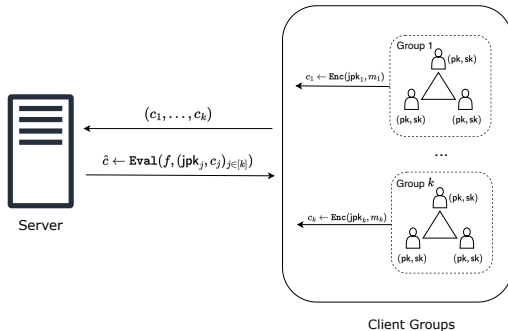 Group 1
(pk, sk)
c₁ ← Enc(jpk₁, m₁)
(pk, sk) (pk, sk)
(c₁, . . . , cₖ)
...
ĉ ← Eval(f, (jpkⱼ, cⱼ)ⱼ∈[k])
Group k
(pk, sk)
cₖ ← Enc(jpkₖ, mₖ)
(pk, sk) (pk, sk)
Server
Client Groups